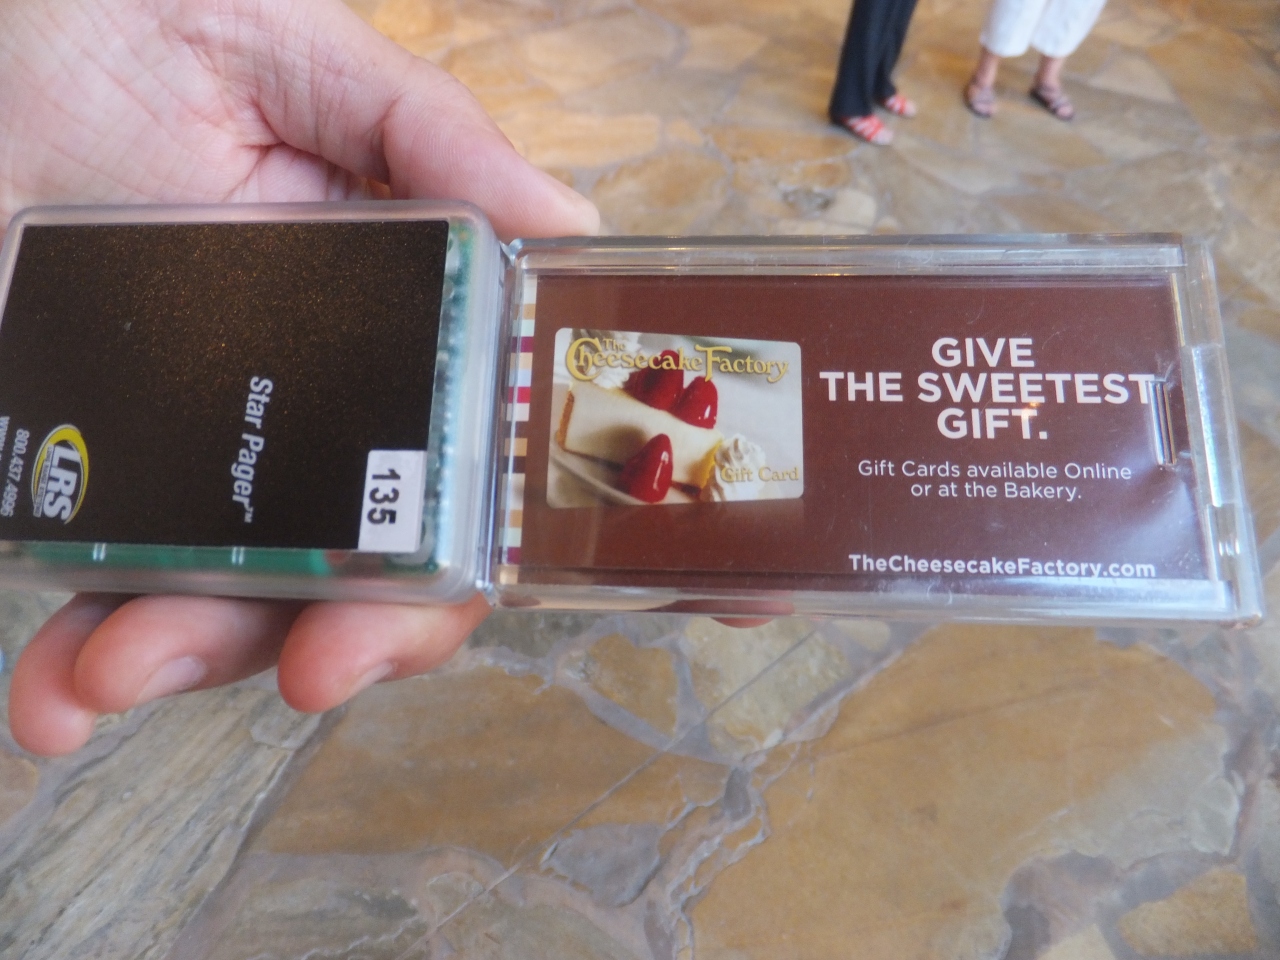 Star Pager™
135
LRS
800.437.4996
The
Cheesecake Factory
Gift Card
GIVE
THE SWEETEST
GIFT.
Gift Cards available Online
or at the Bakery.
TheCheesecakeFactory.com